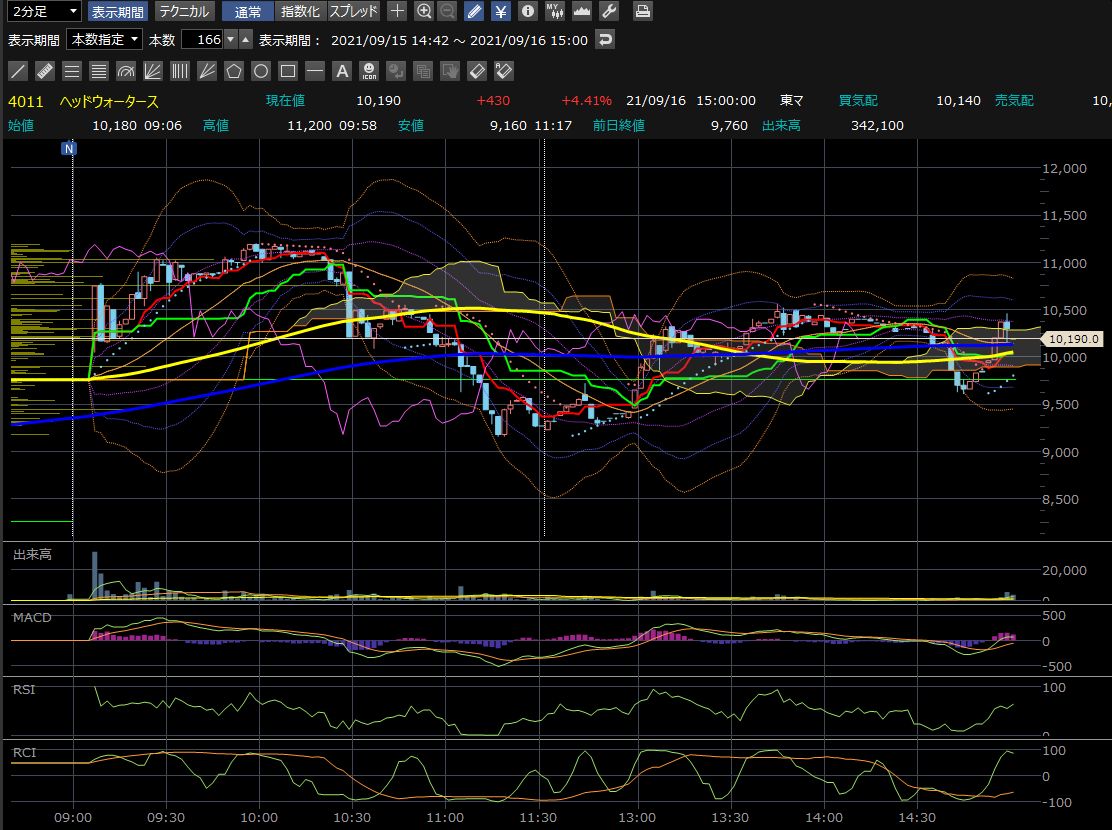 2分足 表示期間 テクニカル 通常 指数化 スプレッド ¥ MY
表示期間 本数指定 本数 166 表示期間： 2021/09/15 14:42 ～ 2021/09/16 15:00
A ICON A
4011 ヘッドウォータース 現在値 10,190 +430 +4.41% 21/09/16 15:00:00 東マ 買気配 10,140 売気配 10,
始値 10,180 09:06 高値 11,200 09:58 安値 9,160 11:17 前日終値 9,760 出来高 342,100
N
12,000
11,500
11,000
10,500
10,190.0
10,000
9,500
9,000
8,500
出来高
20,000
0
MACD
500
0
-500
RSI
100
0
RCI
100
0
-100
09:00 09:30 10:00 10:30 11:00 11:30 13:00 13:30 14:00 14:30